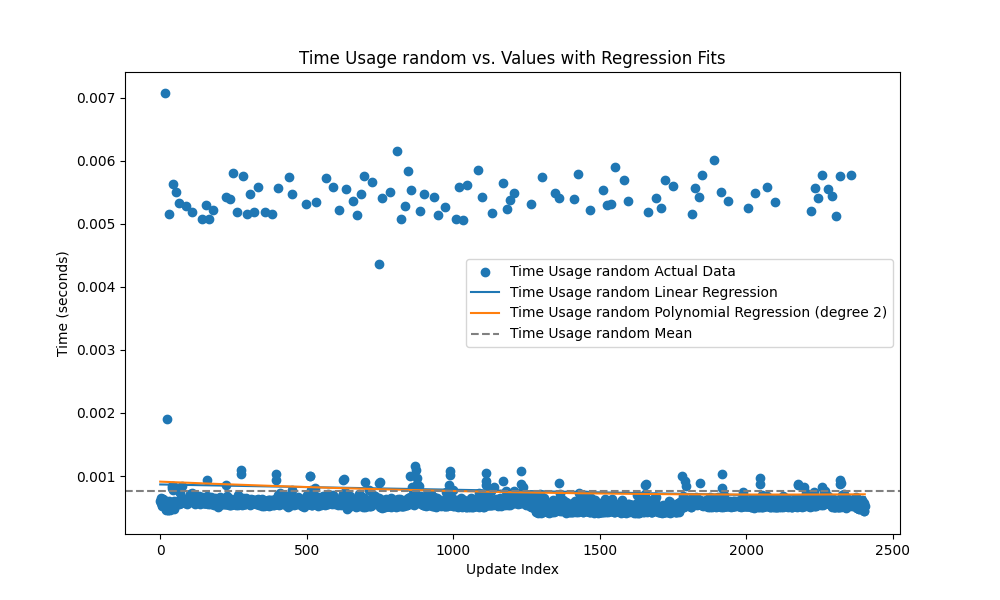 Time Usage random vs. Values with Regression Fits
0.007
0.006
0.005
0.004
0.003
0.002
0.001
Time (seconds)
Time Usage random Actual Data
Time Usage random Linear Regression
Time Usage random Polynomial Regression (degree 2)
Time Usage random Mean
0 500 1000 1500 2000 2500
Update Index